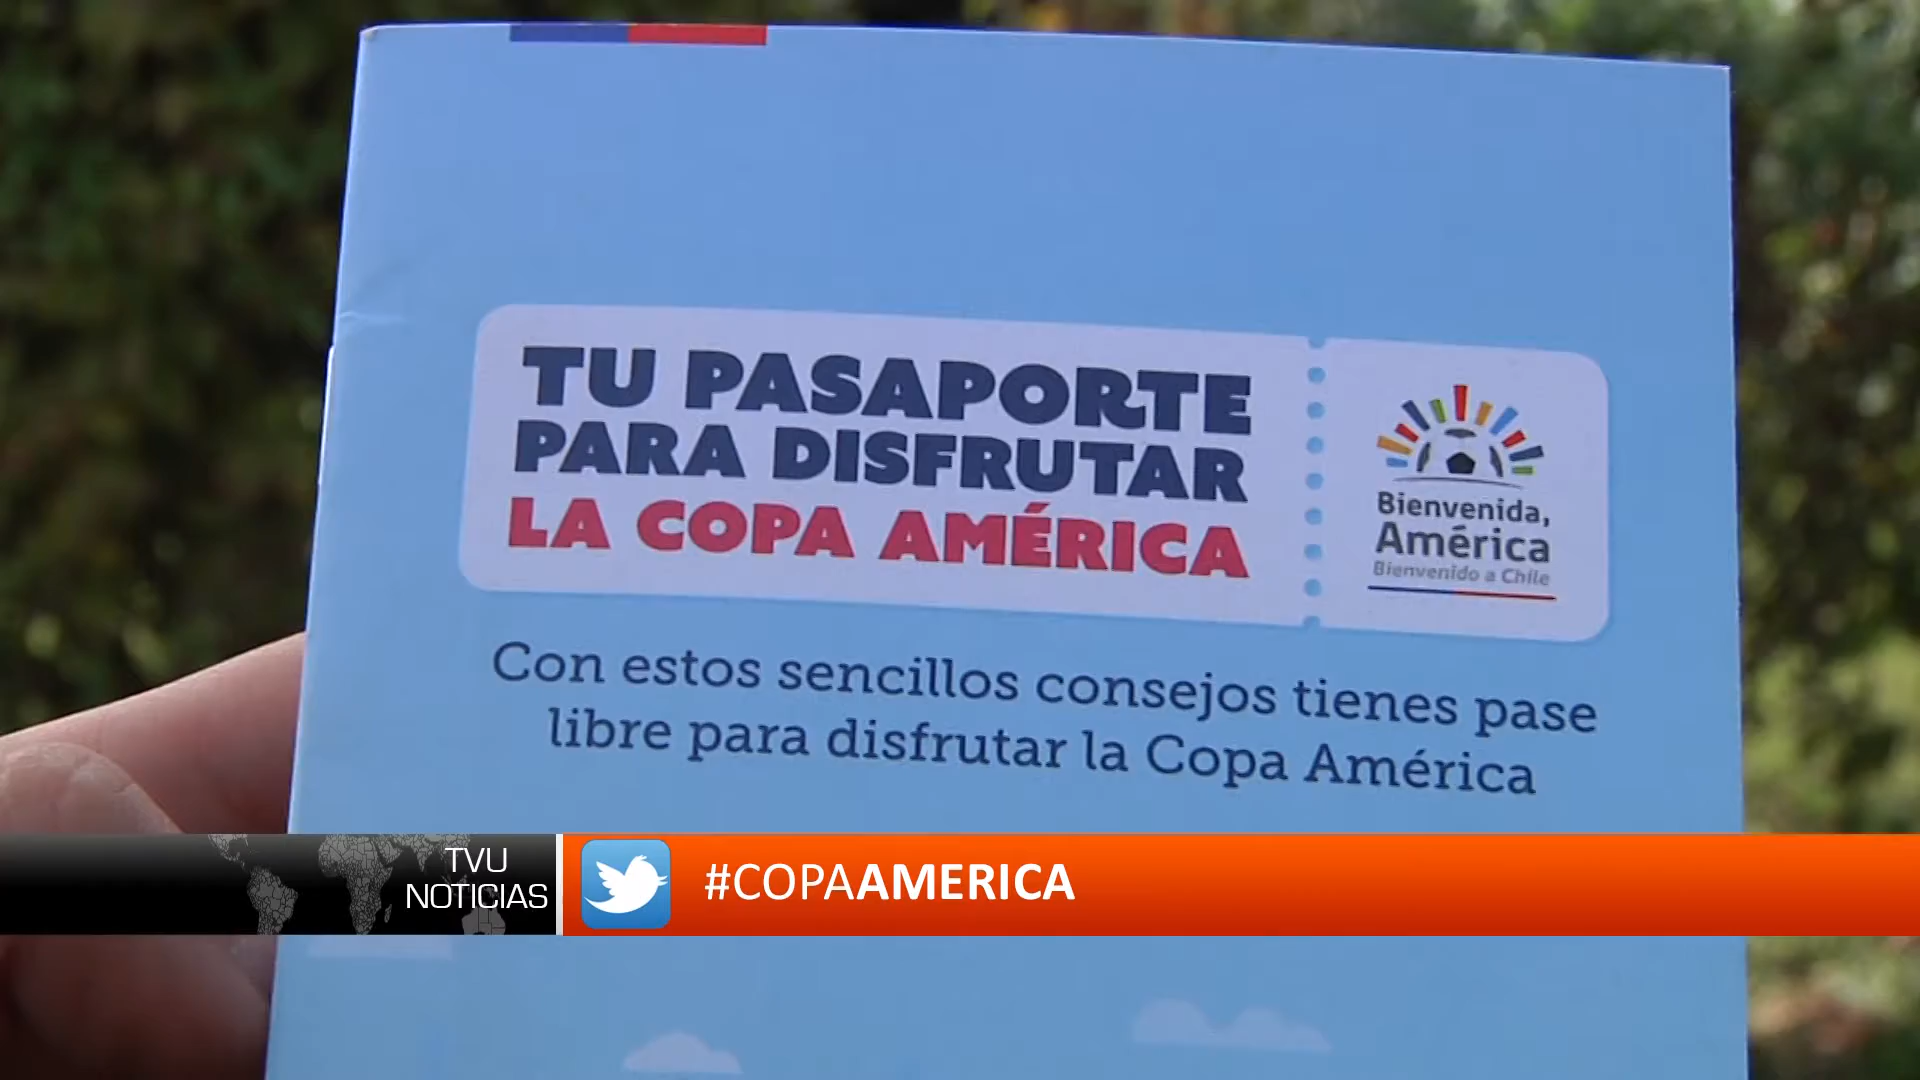 TU PASAPORTE
PARA DISFRUTAR
LA COPA AMÉRICA
Bienvenida,
América
Bienvenido a Chile
Con estos sencillos consejos tienes pase
libre para disfrutar la Copa América
TVU
NOTICIAS
#COPAAMERICA